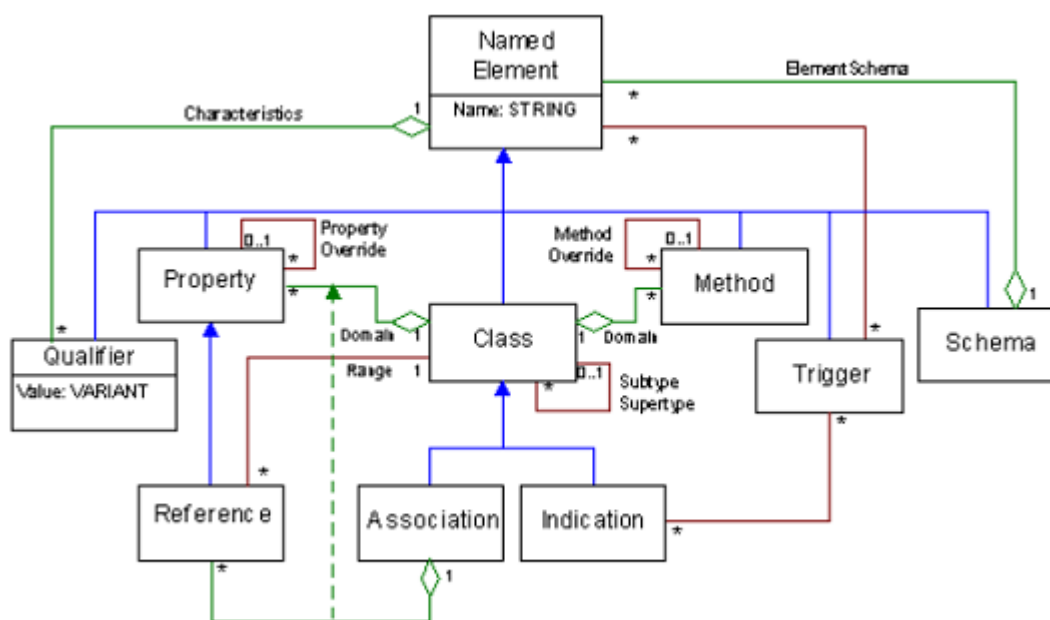 Named
Element
Name: STRING
Element Schema
*
1
Characteristics
*
0..1
Property
Override
*
Method
Override
0..1
*
Property
*
Method
*
Domain
1
1
Domain
1
Class
Schema
*
Qualifier
Value: VARIANT
Range
1
0..1
*
Subtype
Supertype
*
Trigger
*
*
Reference
Association
Indication
*
*
1